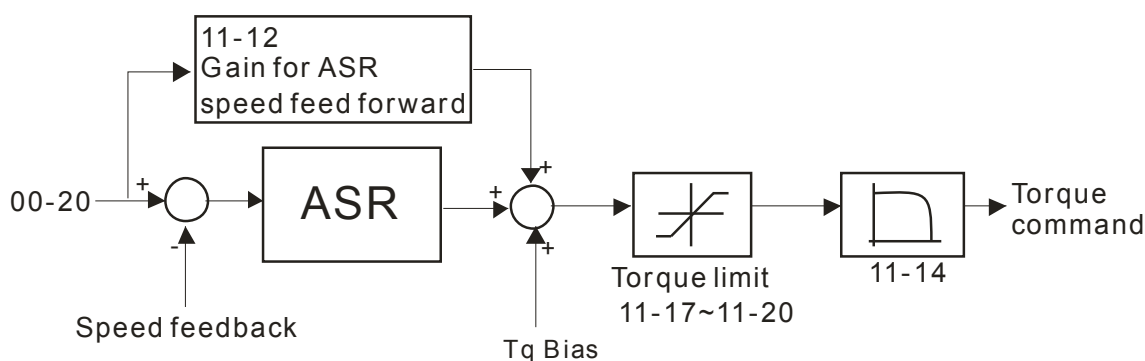 11-12
Gain for ASR
speed feed forward
+
00-20
+
ASR
+
-
+
Torque
command
11-14
Torque limit
11-17~11-20
Speed feedback
Tq Bias